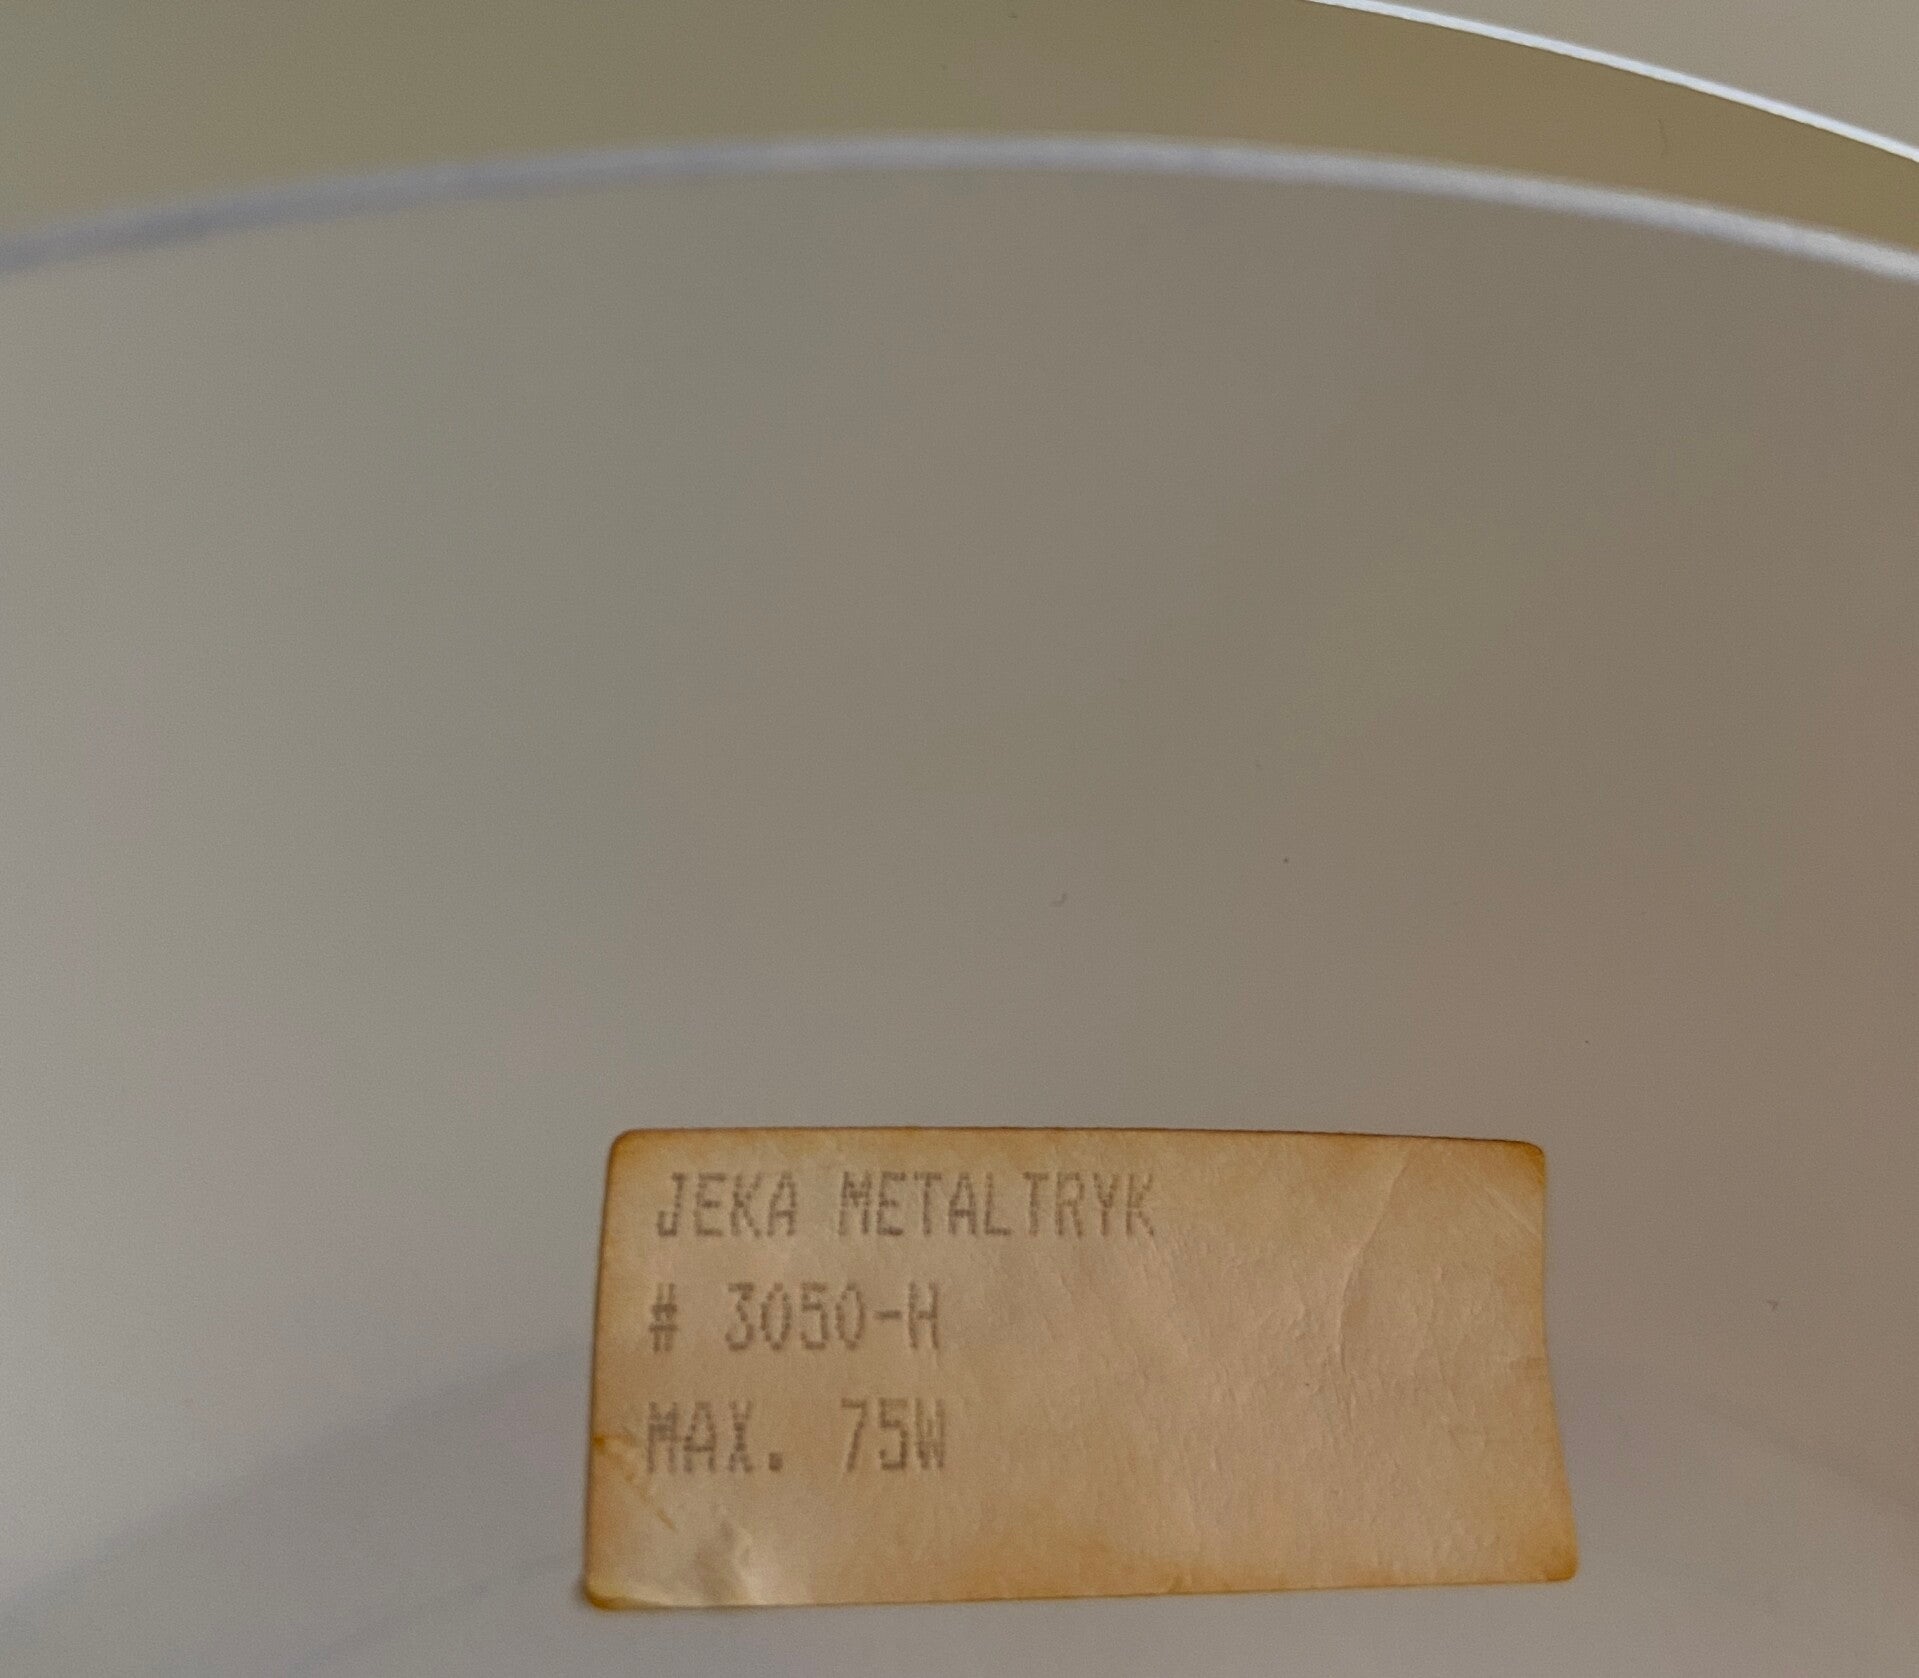 JEKA METALTRYK
# 3050-H
MAX. 75W